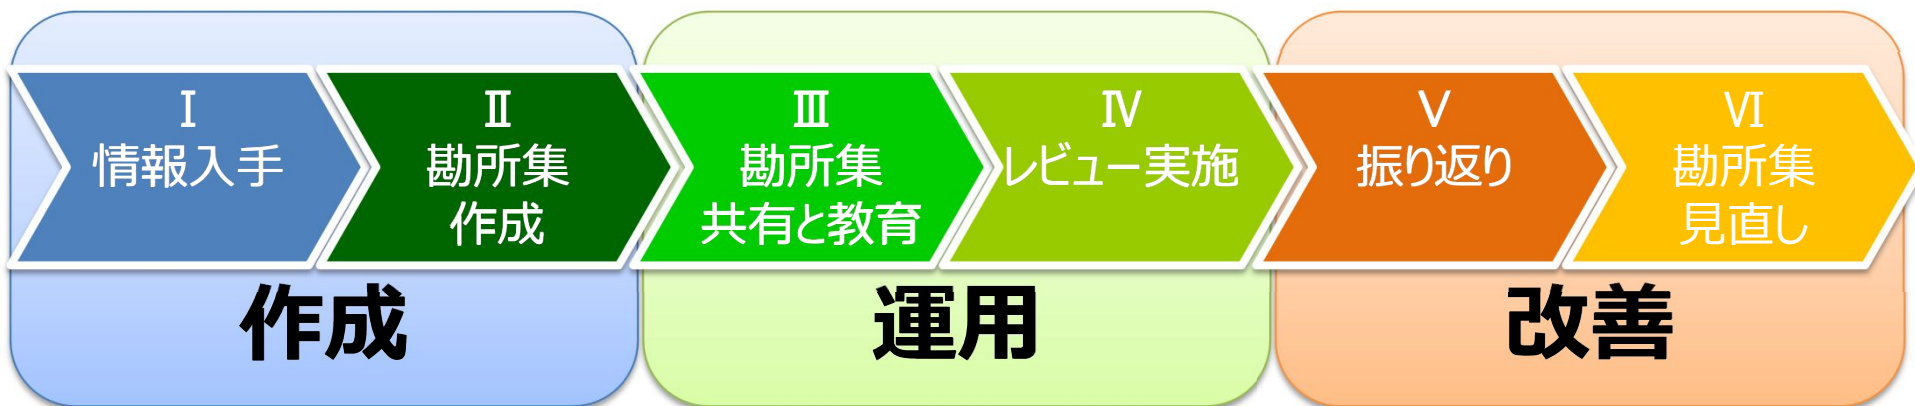 Ⅰ
情報入手
Ⅱ
勘所集
作成
Ⅲ
勘所集
共有と教育
Ⅳ
レビュー実施
Ⅴ
振り返り
Ⅵ
勘所集
見直し
作成
運用
改善